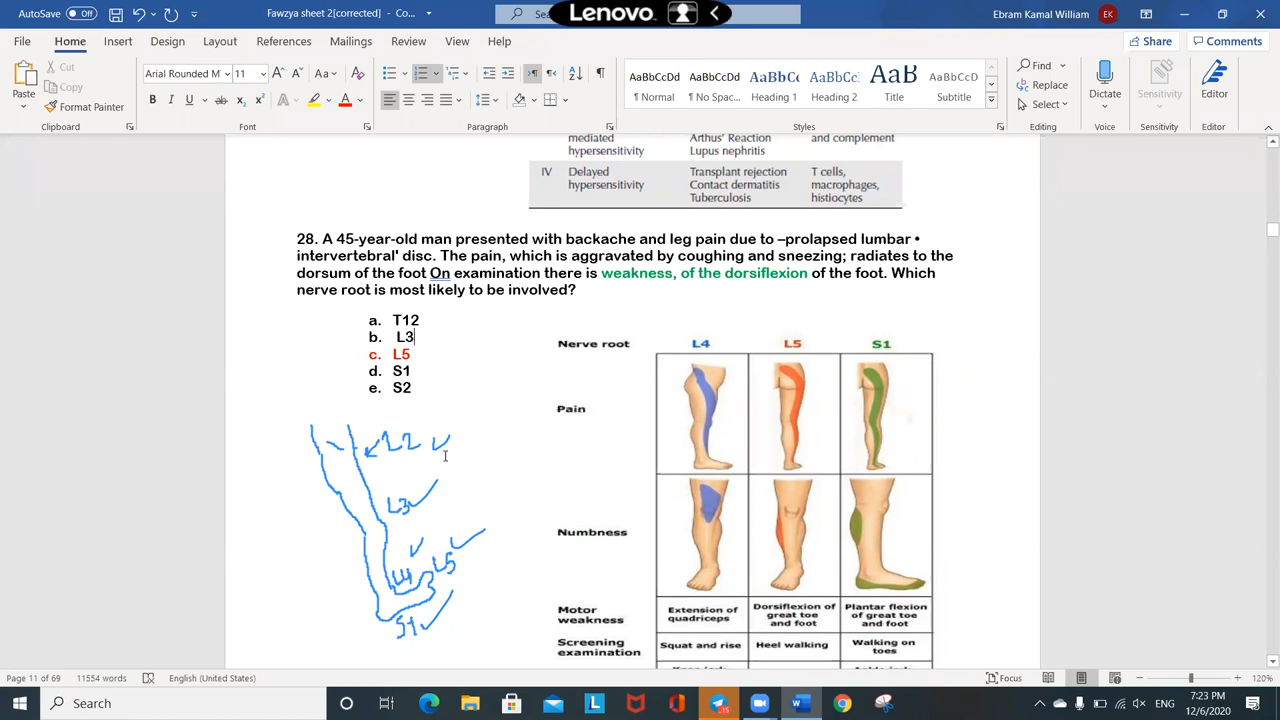 Fawzya sheet 2[corrected]
Compatibility Mode
Lenovo
Ebram Kamal William
EK
File Home Insert Design Layout References Mailings Review View Help
Share
Comments
Cut
Copy
Paste
Format Painter
Clipboard
Arial Rounded M
11
Font
Paragraph
AaBbCcDd AaBbCcDd AaBbCc AaBbCcI AaB AaBbCcD
¶ Normal ¶ No Spac... Heading 1 Heading 2 Title Subtitle
Styles
Find
Replace
Select
Editing
Dictate
Voice
Sensitivity
Sensitivity
Editor
Editor
mediated Arthus' Reaction and complement
hypersensitivity Lupus nephritis
IV Delayed Transplant rejection T cells,
hypersensitivity Contact dermatitis macrophages,
Tuberculosis histiocytes
28. A 45-year-old man presented with backache and leg pain due to –prolapsed lumbar •
intervertebral' disc. The pain, which is aggravated by coughing and sneezing; radiates to the
dorsum of the foot On examination there is weakness, of the dorsiflexion of the foot. Which
nerve root is most likely to be involved?
a. T12
b. L3
c. L5
d. S1
e. S2
Nerve root L4 L5 S1
Pain
Numbness
Motor weakness Extension of quadriceps Dorsiflexion of great toe and foot Plantar flexion of great toe and foot
Screening examination Squat and rise Heel walking Walking on toes
L2
L3
L4 L5
S1
Page 11 of 69 11554 words English (United States)
Focus
120%
Search
15
7:23 PM
12/6/2020